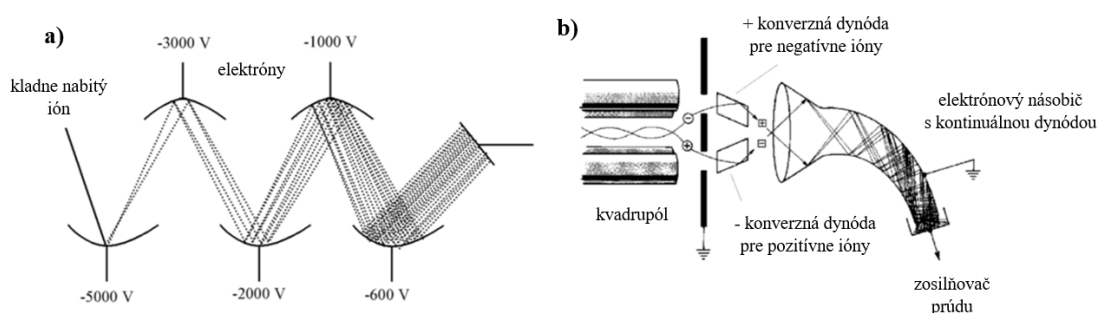 a)
-3000 V
-1000 V
elektróny
kladne nabitý
ión
-5000 V
-2000 V
-600 V
b)
+ konverzná dynóda
pre negatívne ióny
elektrónový násobič
s kontinuálnou dynódou
kvadrupól
- konverzná dynóda
pre pozitívne ióny
zosilňovač
prúdu